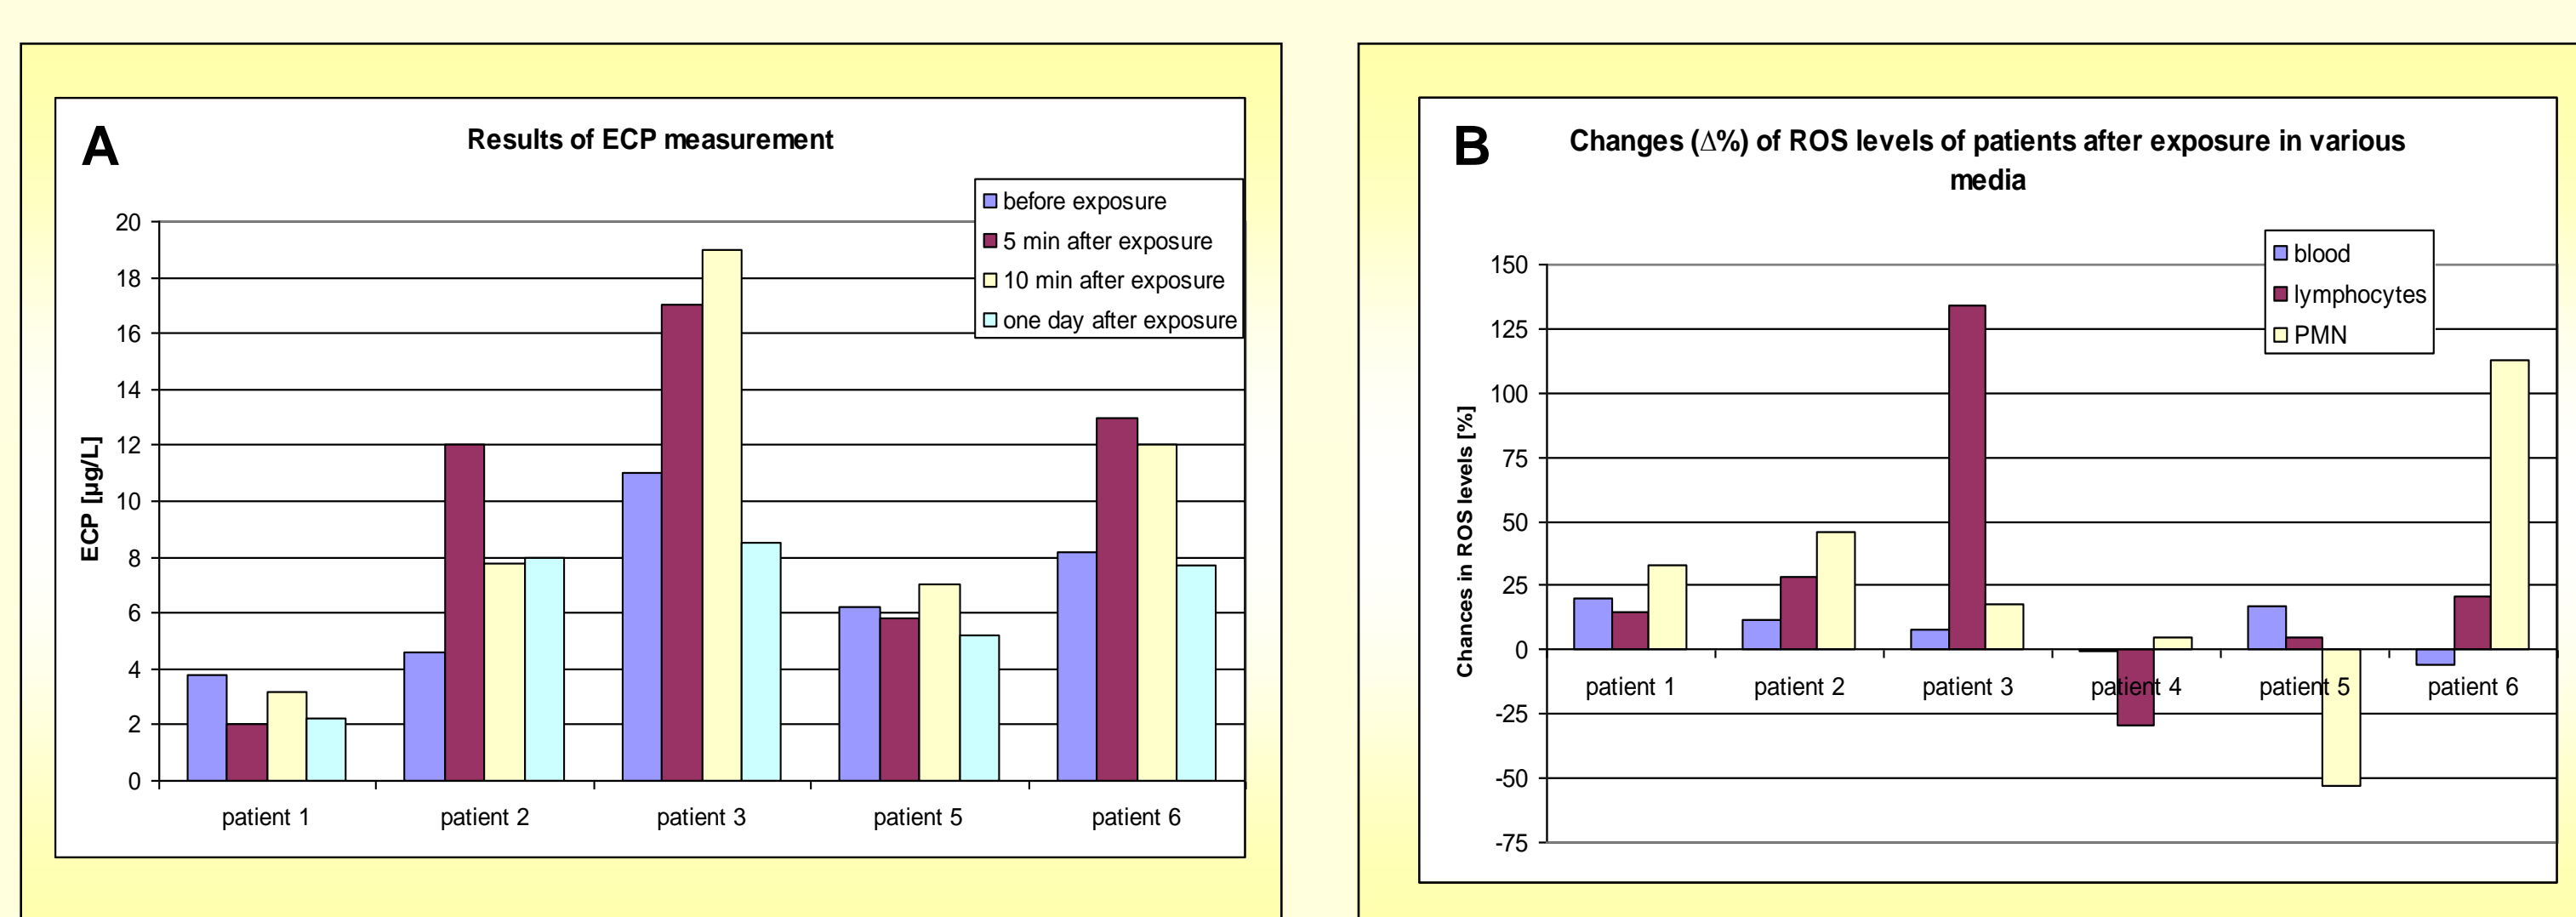 A
Results of ECP measurement
before exposure
5 min after exposure
10 min after exposure
one day after exposure
ECP [µg/L]
20
18
16
14
12
10
8
6
4
2
0
patient 1
patient 2
patient 3
patient 5
patient 6
B
Changes (Δ%) of ROS levels of patients after exposure in various
media
blood
lymphocytes
PMN
Chances in ROS levels [%]
150
125
100
75
50
25
0
-25
-50
-75
patient 1
patient 2
patient 3
patient 4
patient 5
patient 6